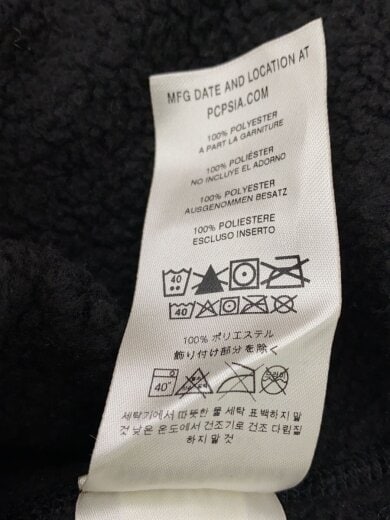 MFG DATE AND LOCATION AT
PCPSIA.COM
100% POLYESTER
A PART LA GARNITURE
100% POLIÉSTER
NO INCLUYE EL ADORNO
100% POLYESTER
AUSGENOMMEN BESATZ
100% POLIESTERE
ESCLUSO INSERTO
40
40
100% ポリエステル
飾り付け部分を除く
40°
세탁기에서 따뜻한 물 세탁 표백하지 말
것 낮은 온도에서 건조기로 건조 다림질
하지 말 것